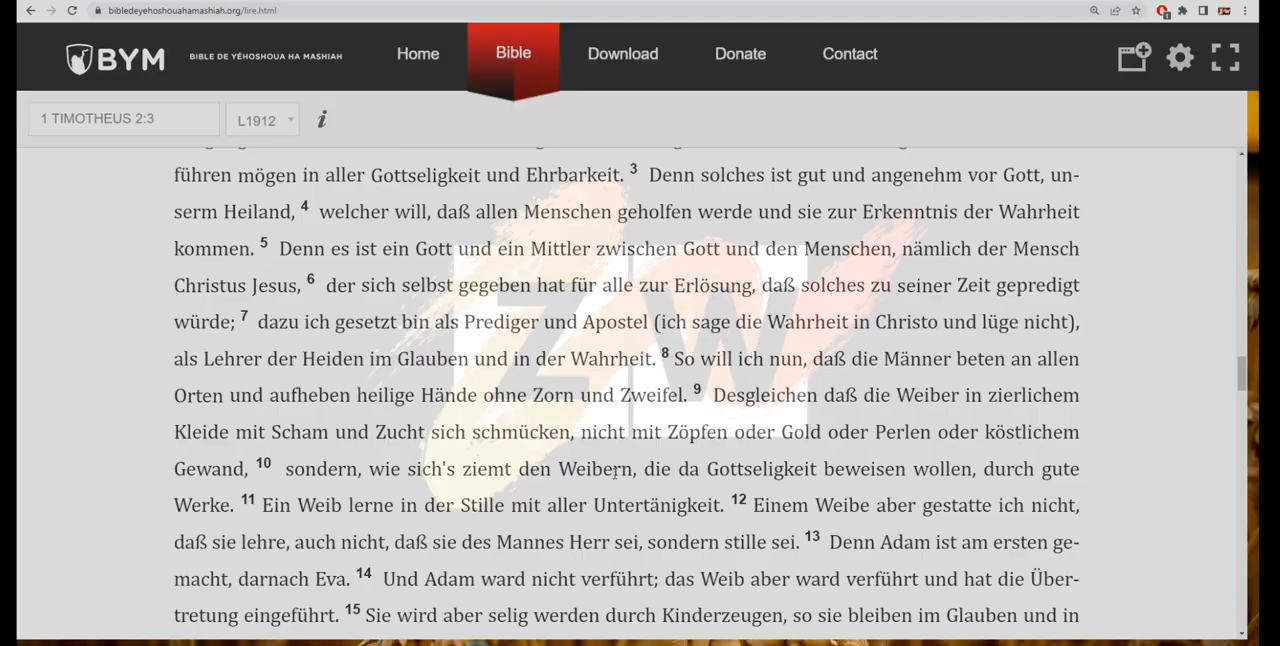 bibledeyehoshouahamashiah.org/lire.html
BYM BIBLE DE YÉHOSHOUA HA MASHIAH Home Bible Download Donate Contact
1 TIMOTHEUS 2:3 L1912 i
führen mögen in aller Gottseligkeit und Ehrbarkeit. 3 Denn solches ist gut und angenehm vor Gott, un-
serm Heiland, 4 welcher will, daß allen Menschen geholfen werde und sie zur Erkenntnis der Wahrheit
kommen. 5 Denn es ist ein Gott und ein Mittler zwischen Gott und den Menschen, nämlich der Mensch
Christus Jesus, 6 der sich selbst gegeben hat für alle zur Erlösung, daß solches zu seiner Zeit gepredigt
würde; 7 dazu ich gesetzt bin als Prediger und Apostel (ich sage die Wahrheit in Christo und lüge nicht),
als Lehrer der Heiden im Glauben und in der Wahrheit. 8 So will ich nun, daß die Männer beten an allen
Orten und aufheben heilige Hände ohne Zorn und Zweifel. 9 Desgleichen daß die Weiber in zierlichem
Kleide mit Scham und Zucht sich schmücken, nicht mit Zöpfen oder Gold oder Perlen oder köstlichem
Gewand, 10 sondern, wie sich's ziemt den Weibern, die da Gottseligkeit beweisen wollen, durch gute
Werke. 11 Ein Weib lerne in der Stille mit aller Untertänigkeit. 12 Einem Weibe aber gestatte ich nicht,
daß sie lehre, auch nicht, daß sie des Mannes Herr sei, sondern stille sei. 13 Denn Adam ist am ersten ge-
macht, darnach Eva. 14 Und Adam ward nicht verführt; das Weib aber ward verführt und hat die Über-
tretung eingeführt. 15 Sie wird aber selig werden durch Kinderzeugen, so sie bleiben im Glauben und in